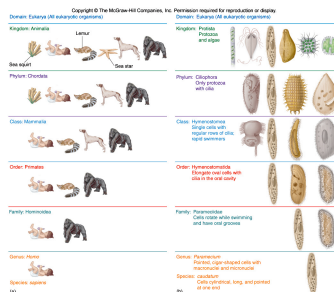 Copyright © The McGraw-Hill Companies, Inc. Permission required for reproduction or display.
Domain: Eukarya (All eukaryotic organisms)
Kingdom: Animalia
Lemur
Sea squirt
Sea star
Phylum: Chordata
Class: Mammalia
Order: Primates
Family: Hominoidea
Genus: Homo
Species: sapiens
(a)
Domain: Eukarya (All eukaryotic organisms)
Kingdom: Protista
Protozoa
and algae
Phylum: Ciliophora
Only protozoa
with cilia
Class: Hymenostomea
Single cells with
regular rows of cilia;
rapid swimmers
Order: Hymenostomatida
Elongate oval cells with
cilia in the oral cavity
Family: Parameciidae
Cells rotate while swimming
and have oral grooves
Genus: Paramecium
Pointed, cigar-shaped cells with
macronuclei and micronuclei
Species: caudatum
Cells cylindrical, long, and pointed
at one end
(b)